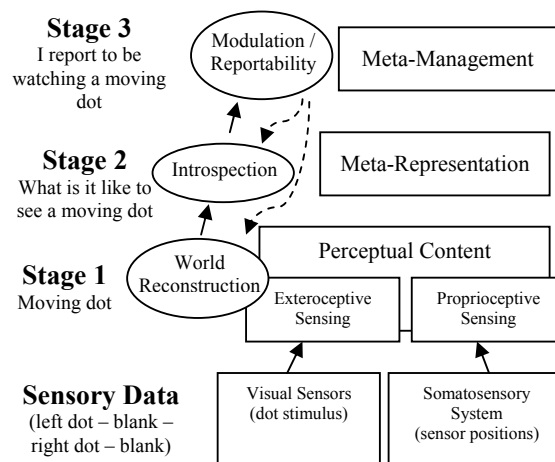 Stage 3
I report to be
watching a moving
dot
Modulation /
Reportability
Meta-Management
Stage 2
What is it like to
see a moving dot
Introspection
Meta-Representation
Stage 1
Moving dot
World
Reconstruction
Perceptual Content
Exteroceptive
Sensing
Proprioceptive
Sensing
Sensory Data
(left dot – blank –
right dot – blank)
Visual Sensors
(dot stimulus)
Somatosensory
System
(sensor positions)